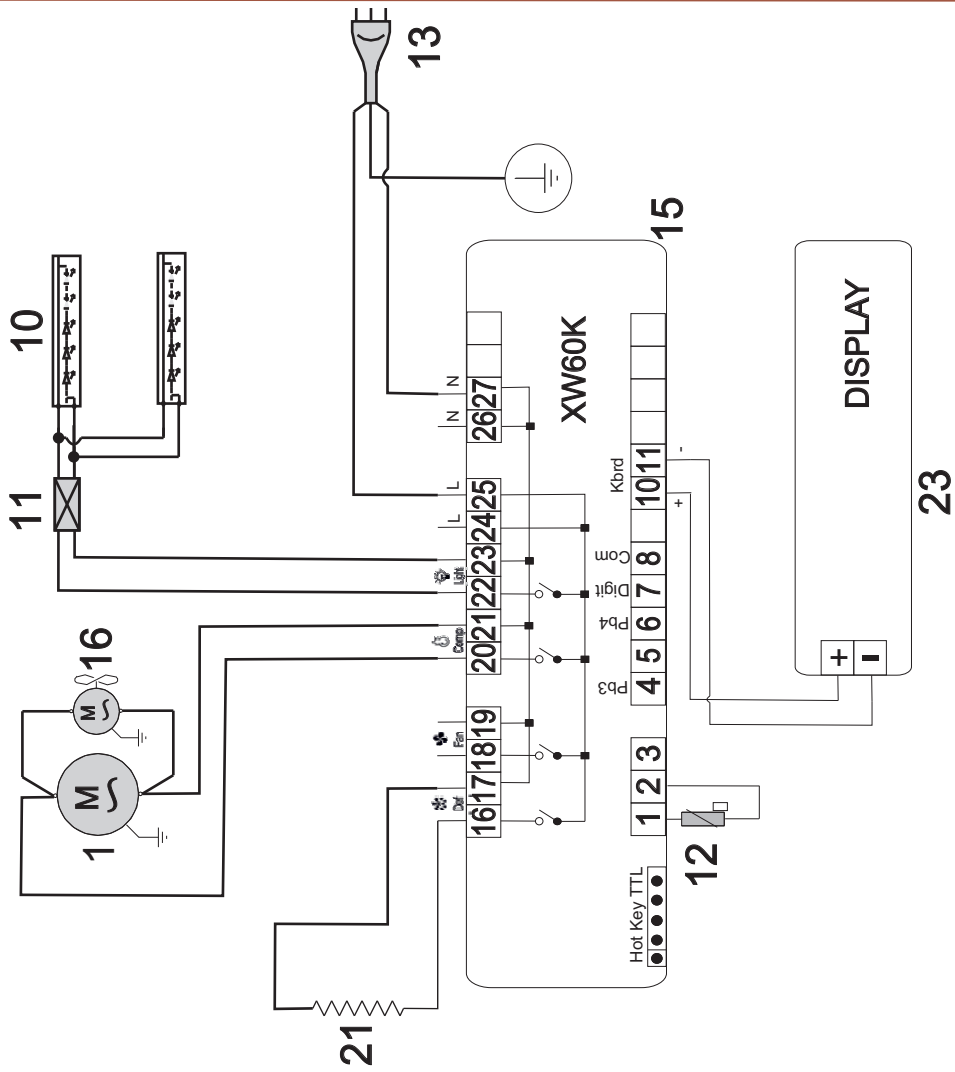 13
10
11
16
M
M
1
21
15
XW60K
N
N
26 27
L
L
24 25
Light
22 23
Comp
20 21
Fan
18 19
Def
16 17
Hot Key TTL
1 2 3
Pb3
4 5
Pb4
6
Digit
7
Com
8
Kbrd
10 11
+ -
12
DISPLAY
+ -
23